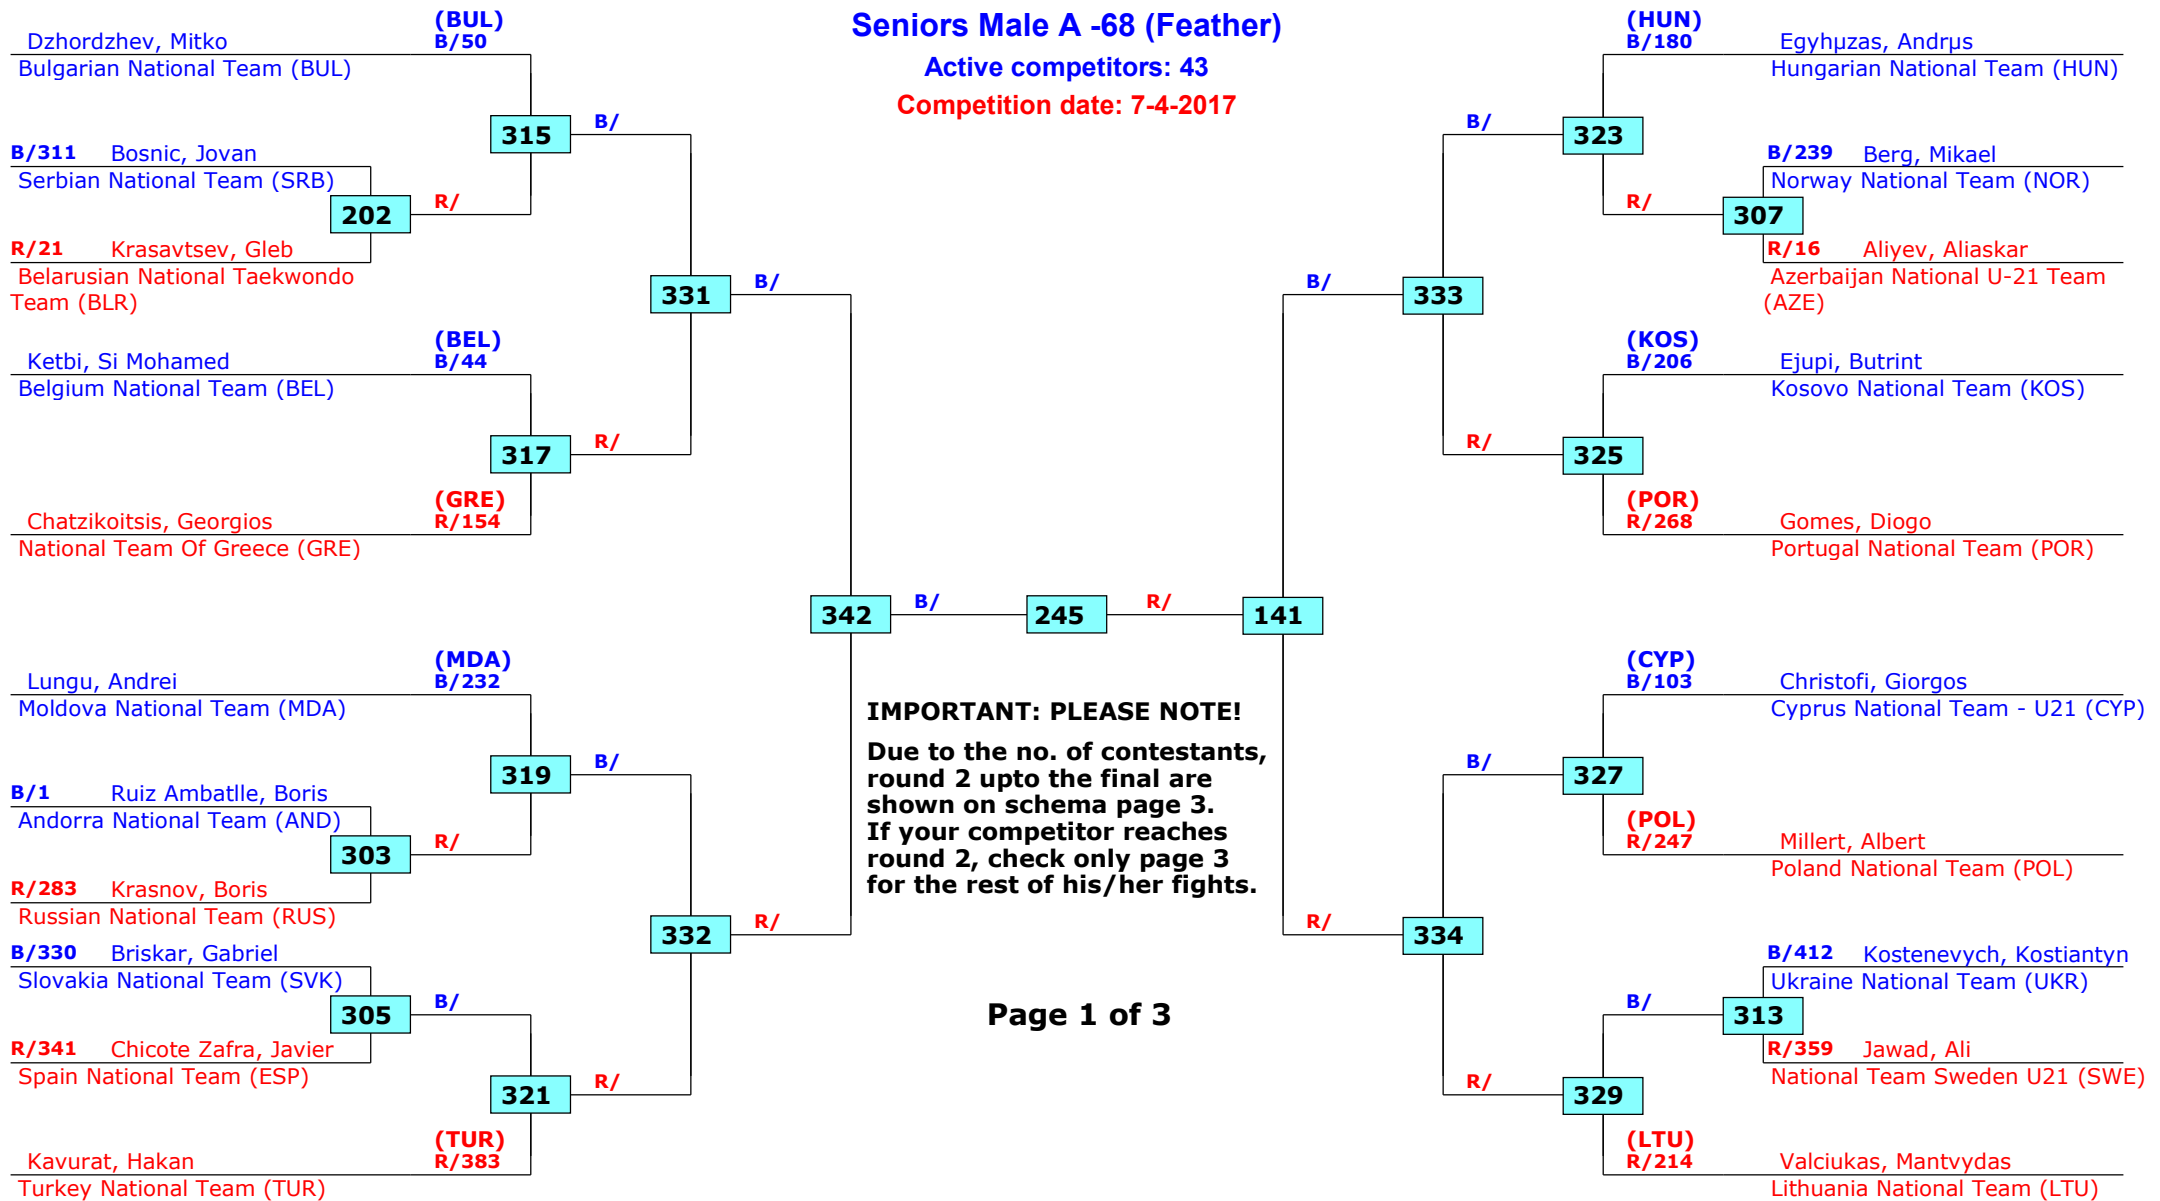 Seniors Male A -68 (Feather)
Active competitors: 43
Competition date: 7-4-2017
(BUL)
Dzhordzhev, Mitko B/50
Bulgarian National Team (BUL)
315
B/
B/311 Bosnic, Jovan
Serbian National Team (SRB)
202
R/
R/21 Krasavtsev, Gleb
Belarusian National Taekwondo
Team (BLR)
331
B/
(BEL)
Ketbi, Si Mohamed B/44
Belgium National Team (BEL)
317
R/
(GRE)
Chatzikoitsis, Georgios R/154
National Team Of Greece (GRE)
342
B/
245
R/
141
(MDA)
Lungu, Andrei B/232
Moldova National Team (MDA)
319
B/
B/1 Ruiz Ambatlle, Boris
Andorra National Team (AND)
303
R/
R/283 Krasnov, Boris
Russian National Team (RUS)
332
R/
B/330 Briskar, Gabriel
Slovakia National Team (SVK)
305
B/
R/341 Chicote Zafra, Javier
Spain National Team (ESP)
321
R/
(TUR)
Kavurat, Hakan R/383
Turkey National Team (TUR)
IMPORTANT: PLEASE NOTE!
Due to the no. of contestants,
round 2 upto the final are
shown on schema page 3.
If your competitor reaches
round 2, check only page 3
for the rest of his/her fights.
Page 1 of 3
(HUN)
B/180 Egyhµzas, Andrµs
Hungarian National Team (HUN)
B/
323
B/239 Berg, Mikael
Norway National Team (NOR)
R/
307
R/16 Aliyev, Aliaskar
Azerbaijan National U-21 Team
(AZE)
B/
333
(KOS)
B/206 Ejupi, Butrint
Kosovo National Team (KOS)
R/
325
(POR)
R/268 Gomes, Diogo
Portugal National Team (POR)
(CYP)
B/103 Christofi, Giorgos
Cyprus National Team - U21 (CYP)
B/
327
(POL)
R/247 Millert, Albert
Poland National Team (POL)
R/
334
B/412 Kostenevych, Kostiantyn
Ukraine National Team (UKR)
B/
313
R/359 Jawad, Ali
National Team Sweden U21 (SWE)
R/
329
(LTU)
R/214 Valciukas, Mantvydas
Lithuania National Team (LTU)